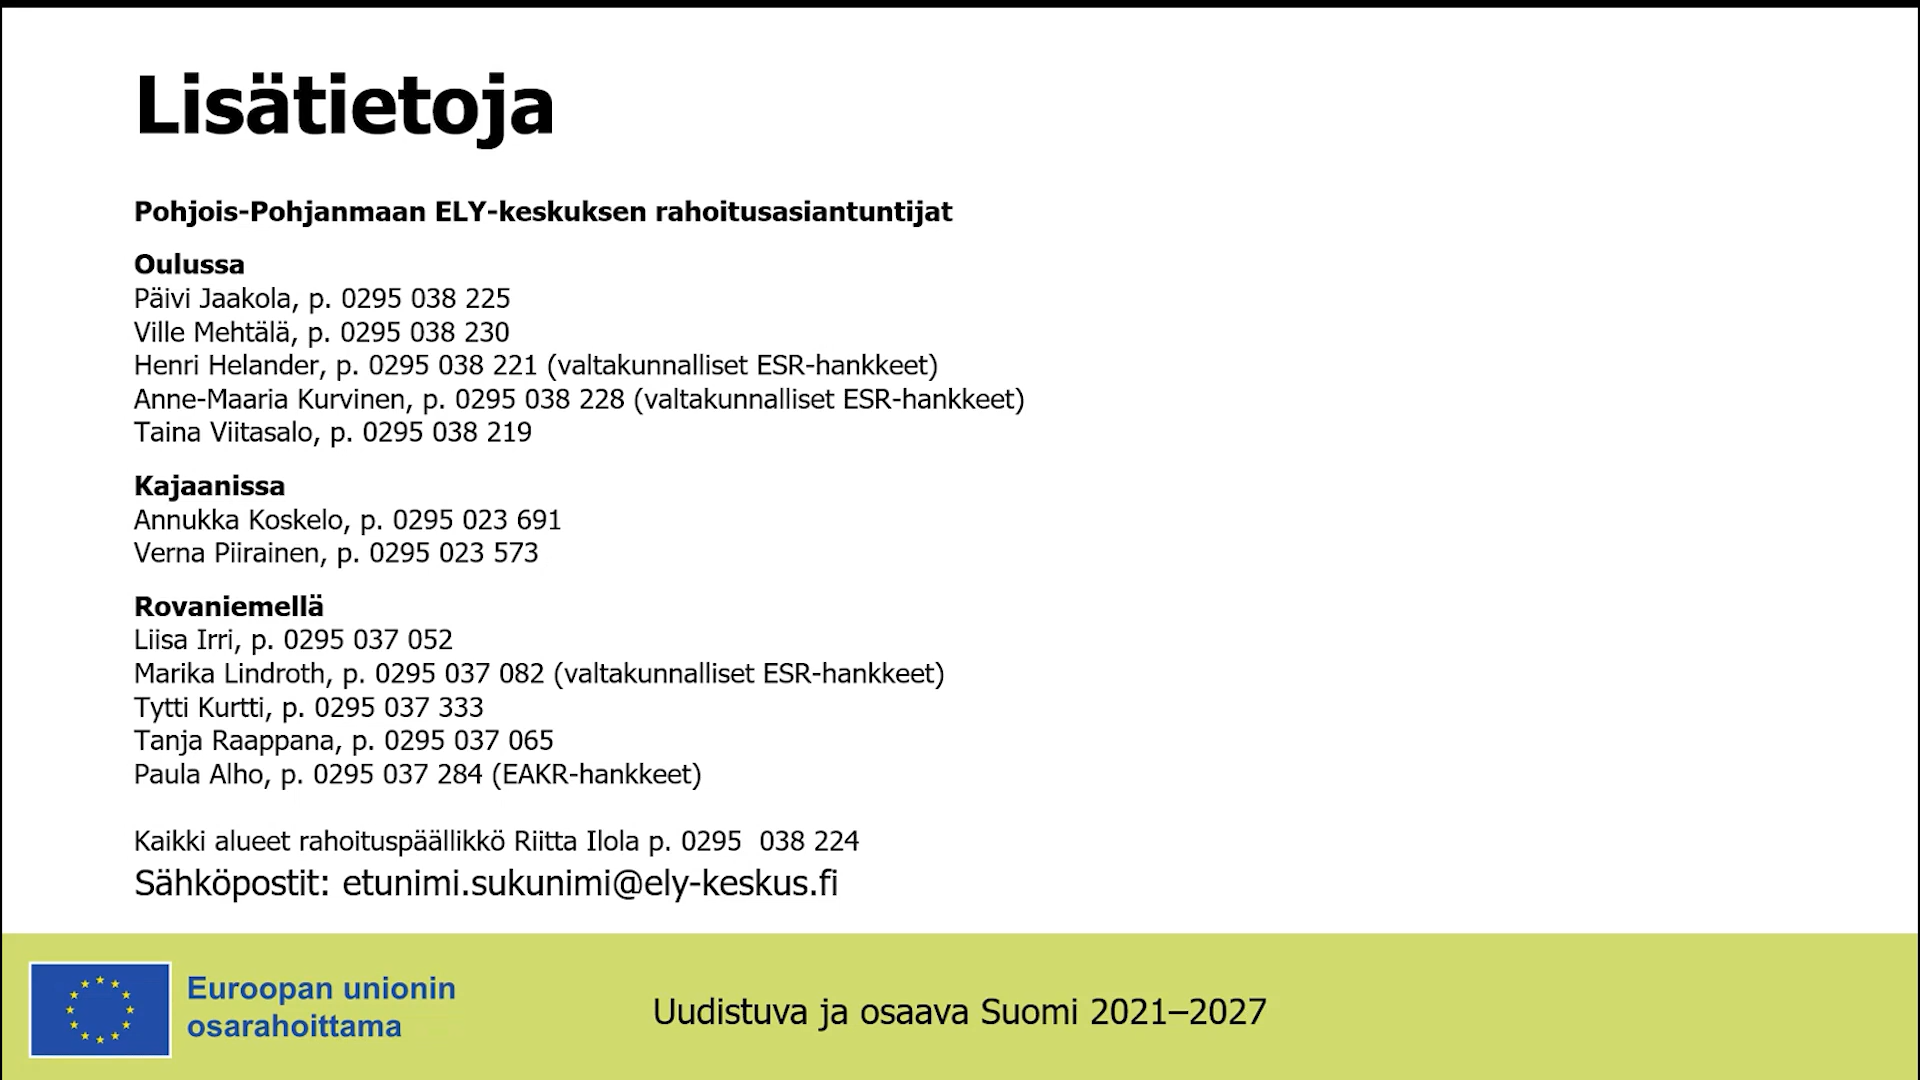 Lisätietoja
Pohjois-Pohjanmaan ELY-keskuksen rahoitusasiantuntijat
Oulussa
Päivi Jaakola, p. 0295 038 225
Ville Mehtälä, p. 0295 038 230
Henri Helander, p. 0295 038 221 (valtakunnalliset ESR-hankkeet)
Anne-Maaria Kurvinen, p. 0295 038 228 (valtakunnalliset ESR-hankkeet)
Taina Viitasalo, p. 0295 038 219
Kajaanissa
Annukka Koskelo, p. 0295 023 691
Verna Piirainen, p. 0295 023 573
Rovaniemellä
Liisa Irri, p. 0295 037 052
Marika Lindroth, p. 0295 037 082 (valtakunnalliset ESR-hankkeet)
Tytti Kurtti, p. 0295 037 333
Tanja Raappana, p. 0295 037 065
Paula Alho, p. 0295 037 284 (EAKR-hankkeet)
Kaikki alueet rahoituspäällikkö Riitta Ilola p. 0295  038 224
Sähköpostit: etunimi.sukunimi@ely-keskus.fi
Euroopan unionin
osarahoittama
Uudistuva ja osaava Suomi 2021–2027